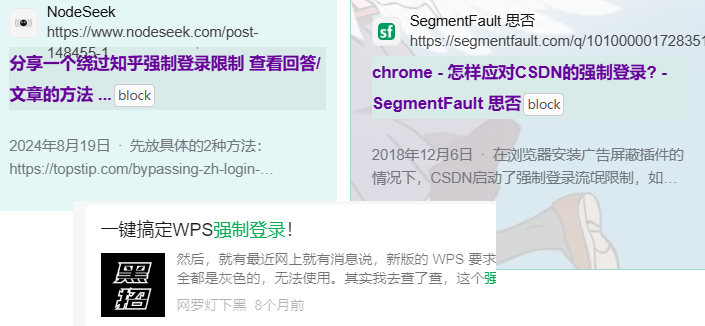 NodeSeek
https://www.nodeseek.com/post-
148455-1
分享一个绕过知乎强制登录限制 查看回答/
文章的方法 ... block
2024年8月19日 · 先放具体的2种方法：
https://topstip.com/bypassing-zh-login-...
SegmentFault 思否
https://segmentfault.com/q/1010000001728351
chrome - 怎样应对CSDN的强制登录? -
SegmentFault 思否 block
2018年12月6日 · 在浏览器安装广告屏蔽插件的
情况下，CSDN启动了强制登录流氓限制，如...
一键搞定WPS强制登录！
黑招
然后，就有最近网上就有消息说，新版的 WPS 要求
全都是灰色的，无法使用。其实我去查了查，这个强
网罗灯下黑 8个月前